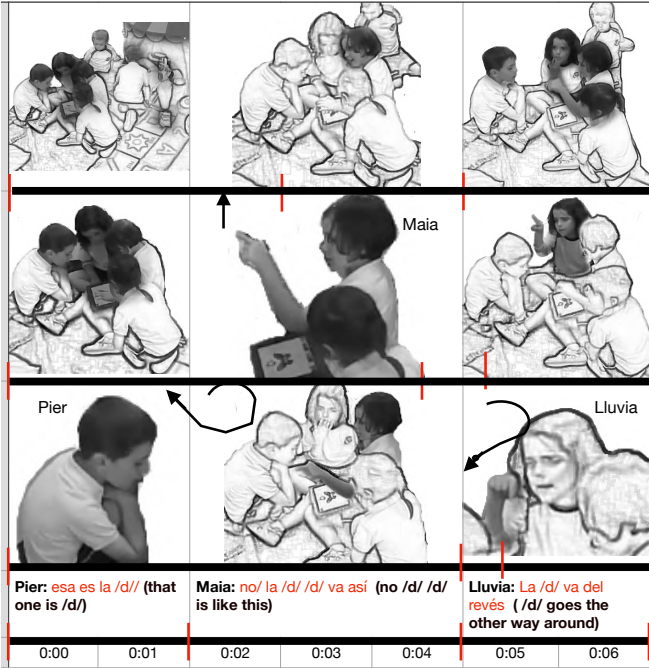 Maia
Pier
Lluvia
Pier: esa es la /d// (that
one is /d/)
Maia: no/ la /d/ /d/ va así (no /d/ /d/
is like this)
Lluvia: La /d/ va del
revés ( /d/ goes the
other way around)
0:00 0:01 0:02 0:03 0:04 0:05 0:06